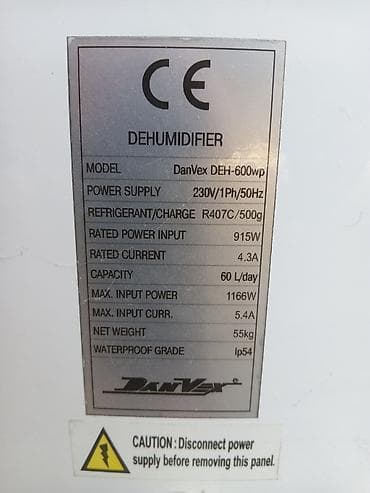 CE
DEHUMIDIFIER
MODEL DanVex DEH-600wp
POWER SUPPLY 230V/1Ph/50Hz
REFRIGERANT/CHARGE R407C/500g
RATED POWER INPUT 915W
RATED CURRENT 4.3A
CAPACITY 60 L/day
MAX. INPUT POWER 1166W
MAX. INPUT CURR. 5.4A
NET WEIGHT 55kg
WATERPROOF GRADE Ip54
DANVEX
CAUTION : Disconnect power
supply before removing this panel.